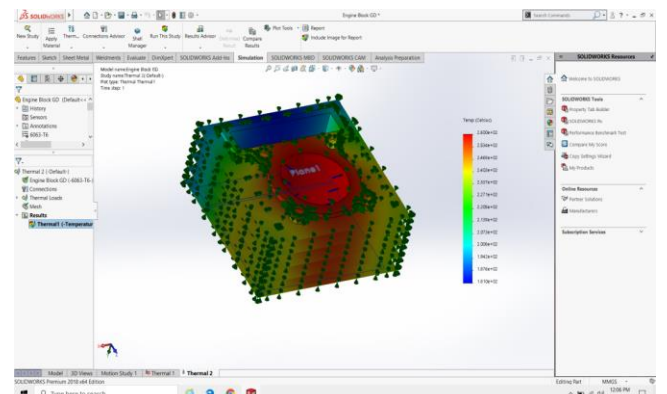 SOLIDWORKS
Engine Block GD *
Search Commands
New Study
Apply Material
Connections Advisor
Shell Manager
Run This Study
Results Advisor
Compare Results
Plot Tools
Report
Include Image for Report
Features Sketch Sheet Metal Weldments Evaluate DimXpert SOLIDWORKS Add-Ins Simulation SOLIDWORKS MBD SOLIDWORKS CAM Analysis Preparation
Model name:Engine Block GD
Study name:Thermal 2(-Default-)
Plot type: Thermal Thermal1
Time step: 1
Engine Block GD (Default<<
History
Sensors
Annotations
6063-T6
Thermal 2 (-Default-)
Engine Block GD (-6063-T6-)
Connections
Thermal Loads
Mesh
Results
Thermal1 (-Temperatur
Plane1
Temp (Celsius)
SOLIDWORKS Resources
Welcome to SOLIDWORKS
SOLIDWORKS Tools
Property Tab Builder
SOLIDWORKS Rx
Performance Benchmark Test
Compare My Score
Copy Settings Wizard
My Products
Online Resources
Partner Solutions
Manufacturers
Subscription Services
Model 3D Views Motion Study 1 Thermal 1 Thermal 2
SOLIDWORKS Premium 2018 x64 Edition
Editing Part MMGS
Type here to search
12:08 PM